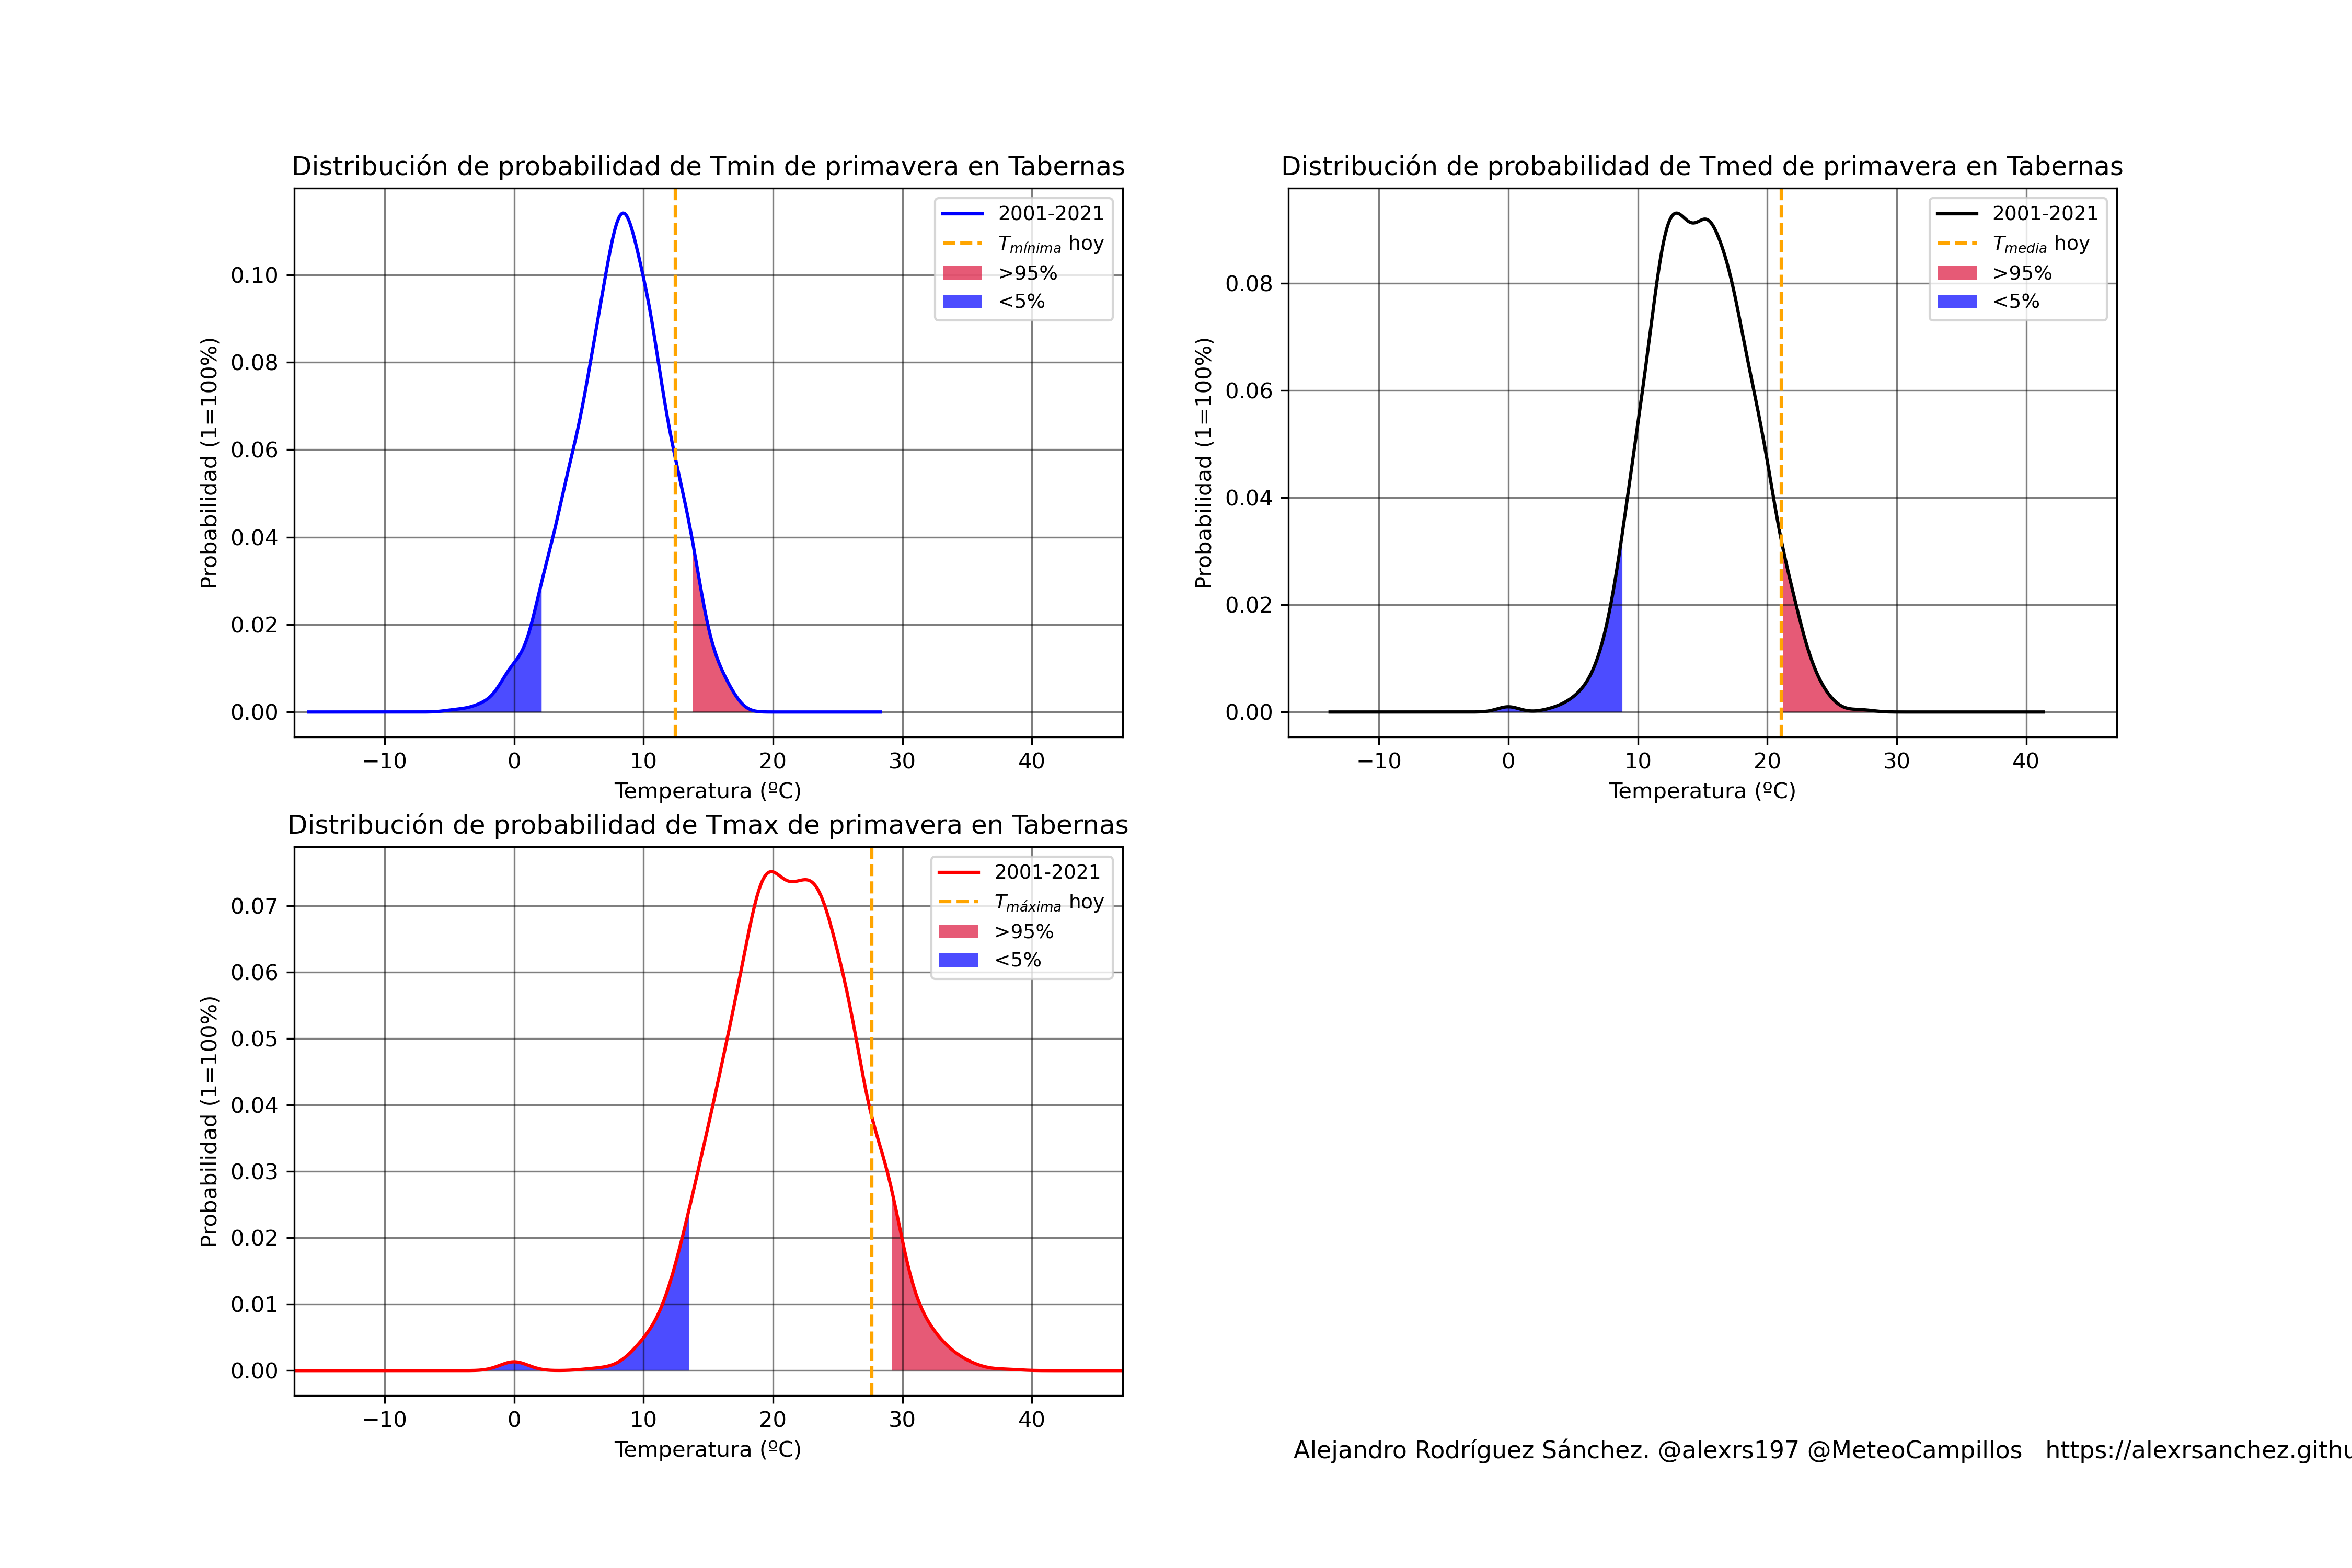 Distribución de probabilidad de Tmin de primavera en Tabernas
Probabilidad (1=100%)
0.10
0.08
0.06
0.04
0.02
0.00
2001-2021
Tmínima hoy
>95%
<5%
−10 0 10 20 30 40
Temperatura (ºC)
Distribución de probabilidad de Tmed de primavera en Tabernas
Probabilidad (1=100%)
0.08
0.06
0.04
0.02
0.00
2001-2021
Tmedia hoy
>95%
<5%
−10 0 10 20 30 40
Temperatura (ºC)
Distribución de probabilidad de Tmax de primavera en Tabernas
Probabilidad (1=100%)
0.07
0.06
0.05
0.04
0.03
0.02
0.01
0.00
2001-2021
Tmáxima hoy
>95%
<5%
−10 0 10 20 30 40
Temperatura (ºC)
Alejandro Rodríguez Sánchez. @alexrs197 @MeteoCampillos https://alexrsanchez.githu